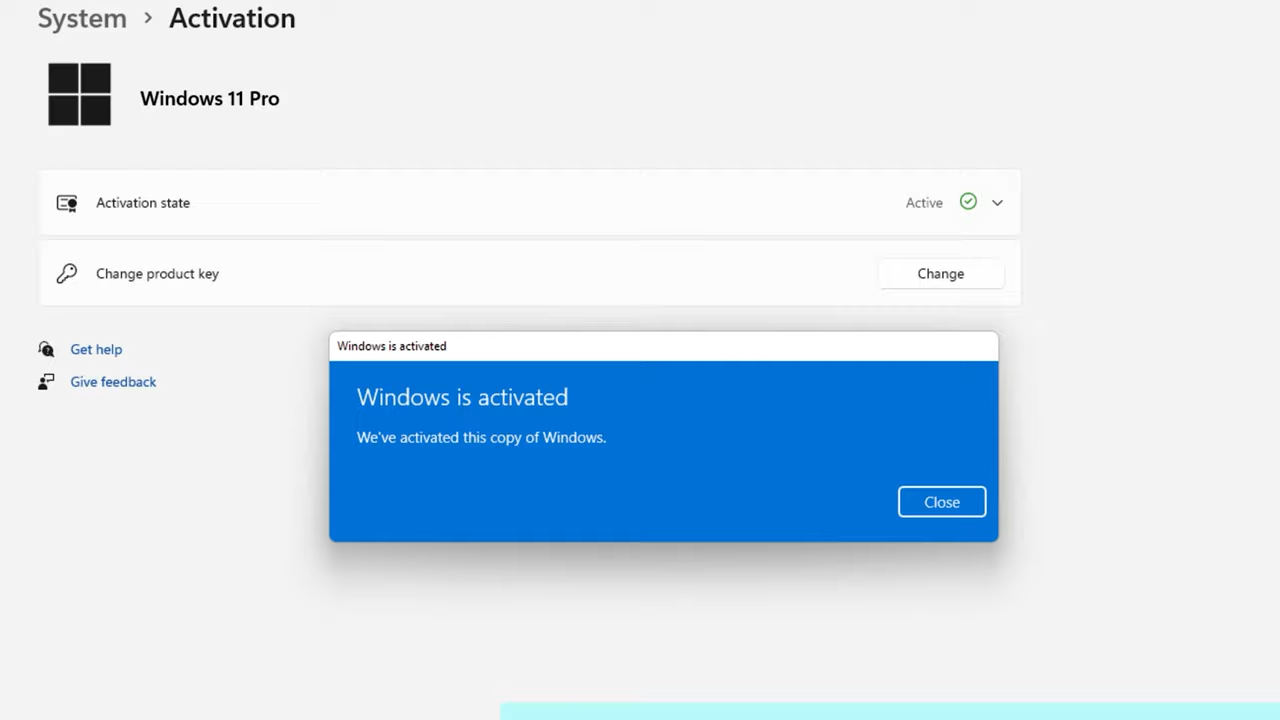 System > Activation
Windows 11 Pro
Activation state Active
Change product key Change
Get help
Give feedback
Windows is activated
Windows is activated
We've activated this copy of Windows.
Close